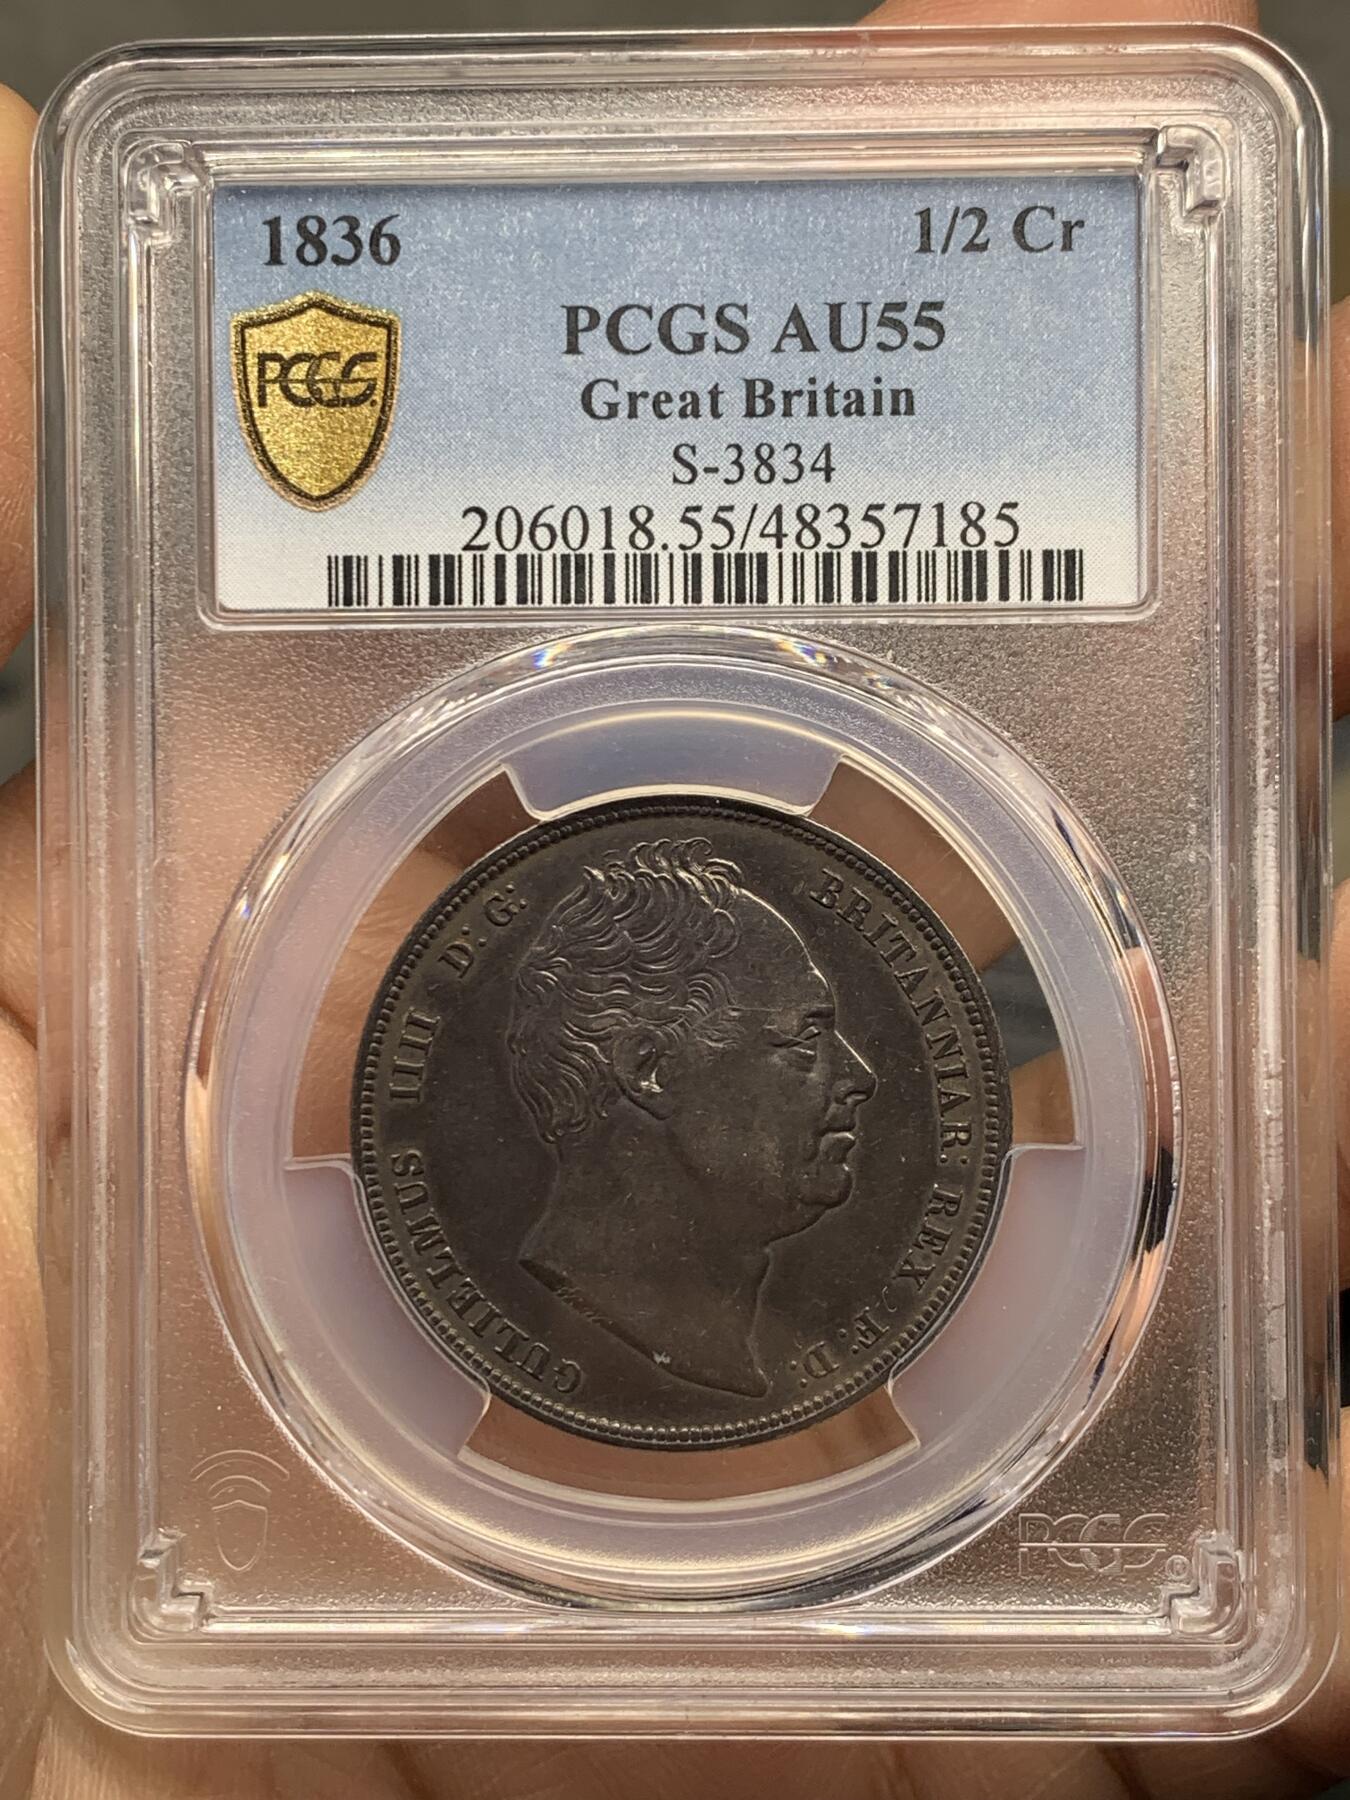 1836
1/2 Cr
PCGS AU55
PCGS.
Great Britain
S-3834
206018.55/48357185
GULIELMUS IIII D: G: BRITANNIAR: REX F: D:
PCGS®